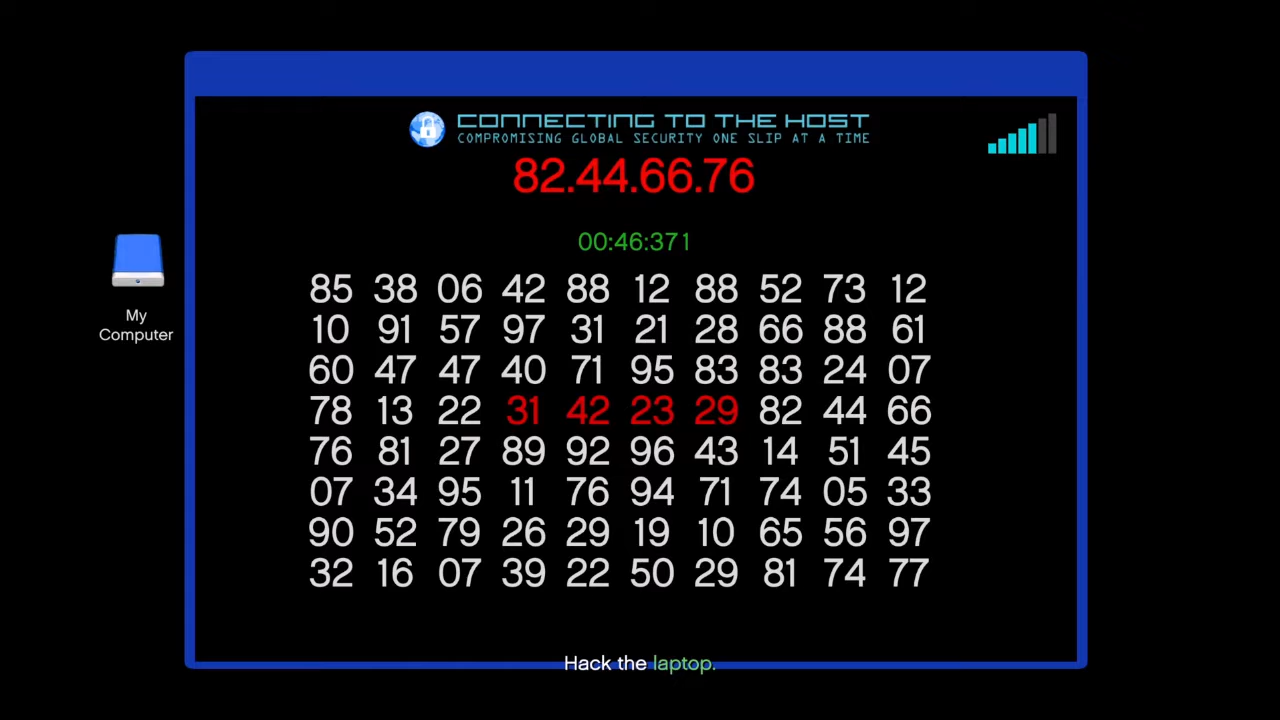 CONNECTING TO THE HOST
COMPROMISING GLOBAL SECURITY ONE SLIP AT A TIME
82.44.66.76
00:46:371
85 38 06 42 88 12 88 52 73 12
10 91 57 97 31 21 28 66 88 61
60 47 47 40 71 95 83 83 24 07
78 13 22 31 42 23 29 82 44 66
76 81 27 89 92 96 43 14 51 45
07 34 95 11 76 94 71 74 05 33
90 52 79 26 29 19 10 65 56 97
32 16 07 39 22 50 29 81 74 77
My
Computer
Hack the laptop.